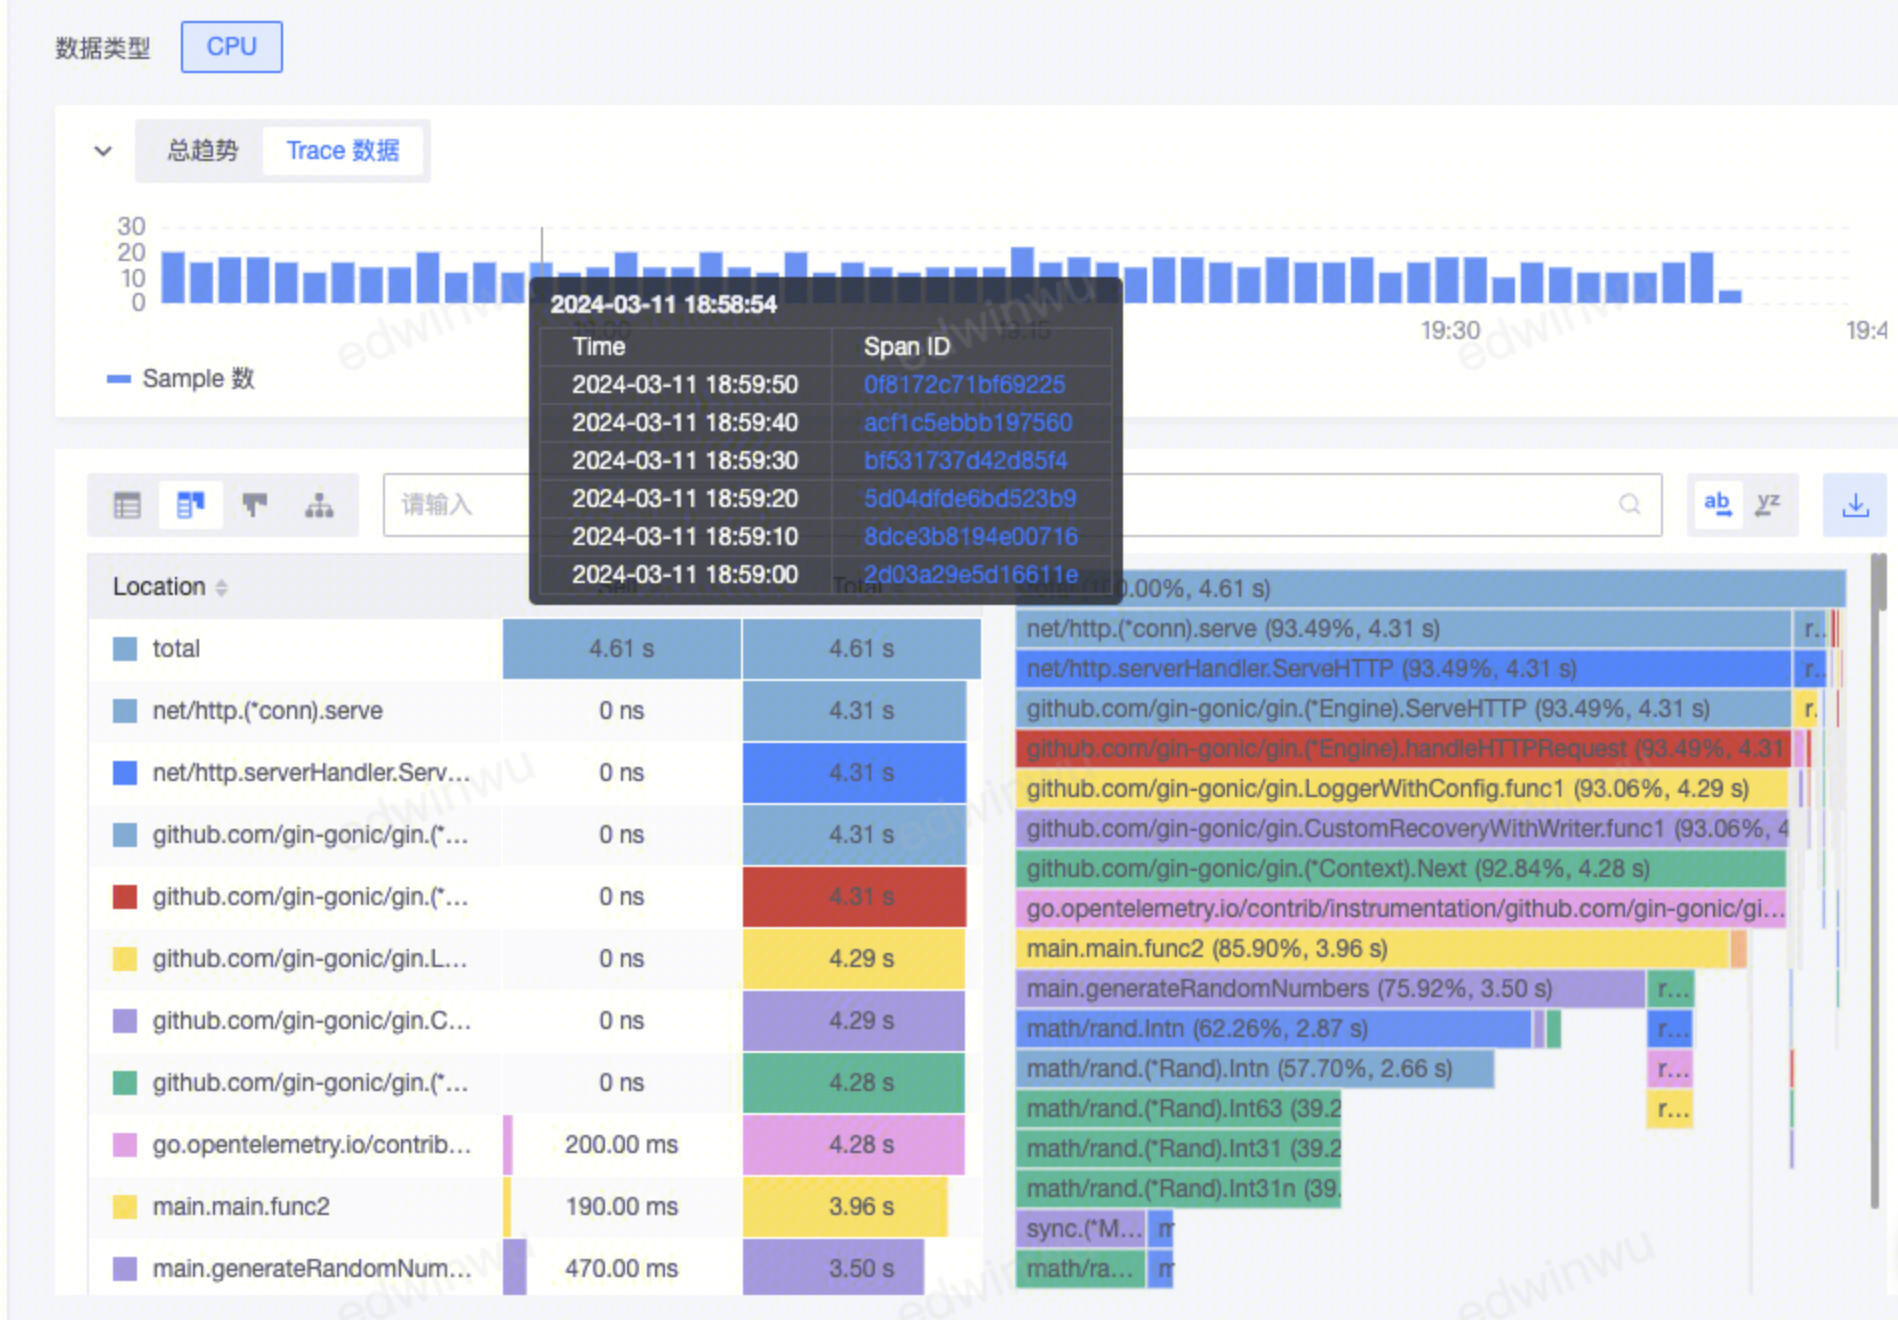 数据类型 CPU
总趋势 Trace 数据
30
20
10
0
19:00 19:15 19:30 19:4
Sample 数
2024-03-11 18:58:54
Time Span ID
2024-03-11 18:59:50 0f8172c71bf69225
2024-03-11 18:59:40 acf1c5ebbb197560
2024-03-11 18:59:30 bf531737d42d85f4
2024-03-11 18:59:20 5d04dfde6bd523b9
2024-03-11 18:59:10 8dce3b8194e00716
2024-03-11 18:59:00 2d03a29e5d16611e
请输入
ab yz
Location Self Total
total 4.61 s 4.61 s
net/http.(*conn).serve 0 ns 4.31 s
net/http.serverHandler.Serv... 0 ns 4.31 s
github.com/gin-gonic/gin.(*... 0 ns 4.31 s
github.com/gin-gonic/gin.(*... 0 ns 4.31 s
github.com/gin-gonic/gin.L... 0 ns 4.29 s
github.com/gin-gonic/gin.C... 0 ns 4.29 s
github.com/gin-gonic/gin.(*... 0 ns 4.28 s
go.opentelemetry.io/contrib... 200.00 ms 4.28 s
main.main.func2 190.00 ms 3.96 s
main.generateRandomNum... 470.00 ms 3.50 s
0.00%, 4.61 s)
net/http.(*conn).serve (93.49%, 4.31 s) r..
net/http.serverHandler.ServeHTTP (93.49%, 4.31 s) r..
github.com/gin-gonic/gin.(*Engine).ServeHTTP (93.49%, 4.31 s) r.
github.com/gin-gonic/gin.(*Engine).handleHTTPRequest (93.49%, 4.31
github.com/gin-gonic/gin.LoggerWithConfig.func1 (93.06%, 4.29 s)
github.com/gin-gonic/gin.CustomRecoveryWithWriter.func1 (93.06%, 4
github.com/gin-gonic/gin.(*Context).Next (92.84%, 4.28 s)
go.opentelemetry.io/contrib/instrumentation/github.com/gin-gonic/gi...
main.main.func2 (85.90%, 3.96 s)
main.generateRandomNumbers (75.92%, 3.50 s) r...
math/rand.Intn (62.26%, 2.87 s) r...
math/rand.(*Rand).Intn (57.70%, 2.66 s) r...
math/rand.(*Rand).Int63 (39.2 r...
math/rand.(*Rand).Int31 (39.2
math/rand.(*Rand).Int31n (39.
sync.(*M... m
math/ra... m
edwinwu
edwinwu
edwinwu
edwinwu
edwinwu
edwinwu
edwinwu
edwinwu